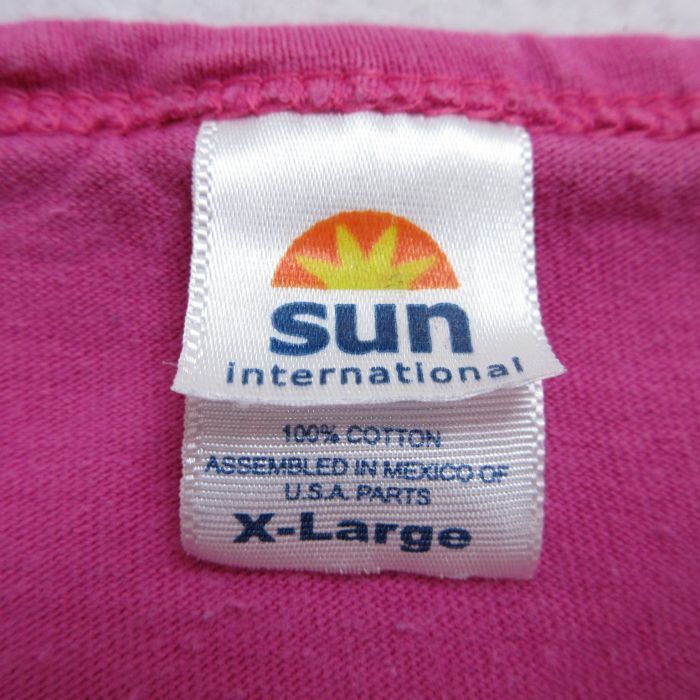 sun
international
100% COTTON
ASSEMBLED IN MEXICO OF
U.S.A. PARTS
X-Large